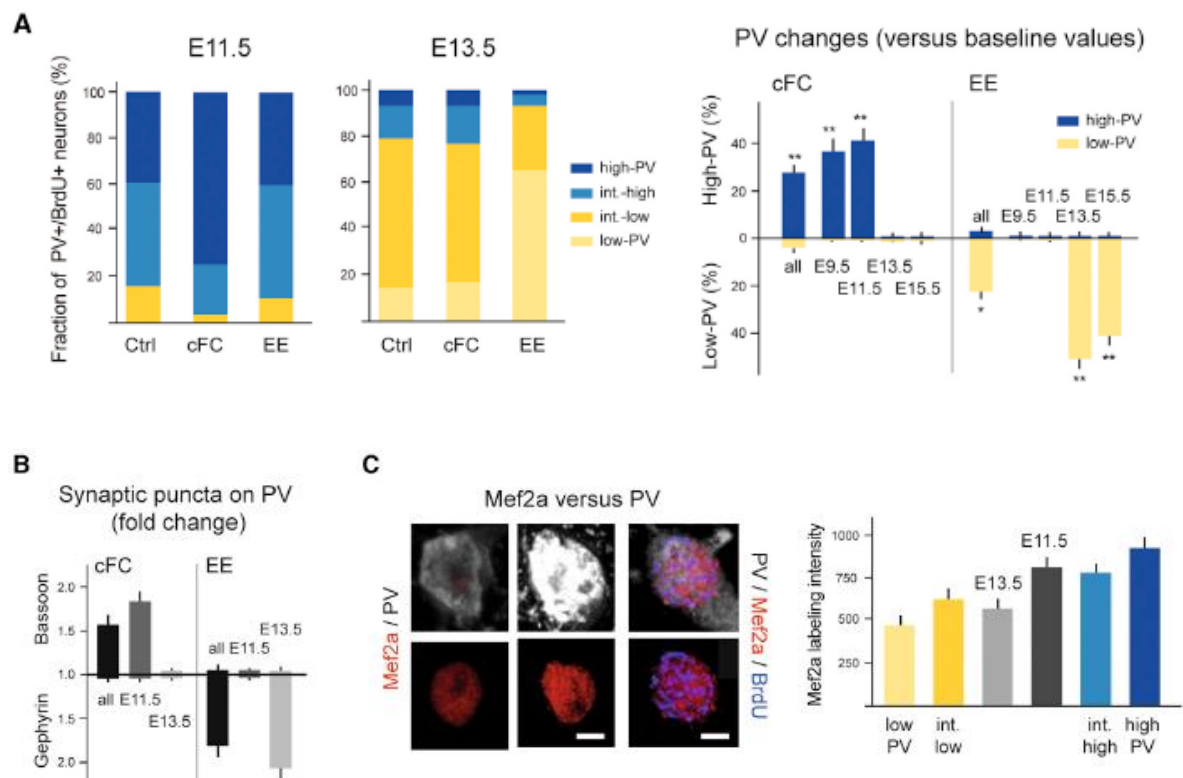 A
E11.5
E13.5
Fraction of PV+/BrdU+ neurons (%)
100
80
60
40
20
Ctrl
cFC
EE
100
80
60
40
20
Ctrl
cFC
EE
high-PV
int.-high
int.-low
low-PV
PV changes (versus baseline values)
cFC
EE
high-PV
low-PV
High-PV (%)
Low-PV (%)
40
20
0
20
40
**
**
**
all
E9.5
E11.5
E13.5
E15.5
all
E9.5
E11.5
E13.5
E15.5
*
**
**
B
Synaptic puncta on PV
(fold change)
cFC
EE
Bassoon
Gephyrin
2.0
1.5
1.0
1.5
2.0
all
E11.5
E13.5
all
E11.5
E13.5
C
Mef2a versus PV
Mef2a / PV
PV / Mef2a / BrdU
Mef2a labeling intensity
1000
750
500
250
E13.5
E11.5
low
PV
int.
low
int.
high
high
PV